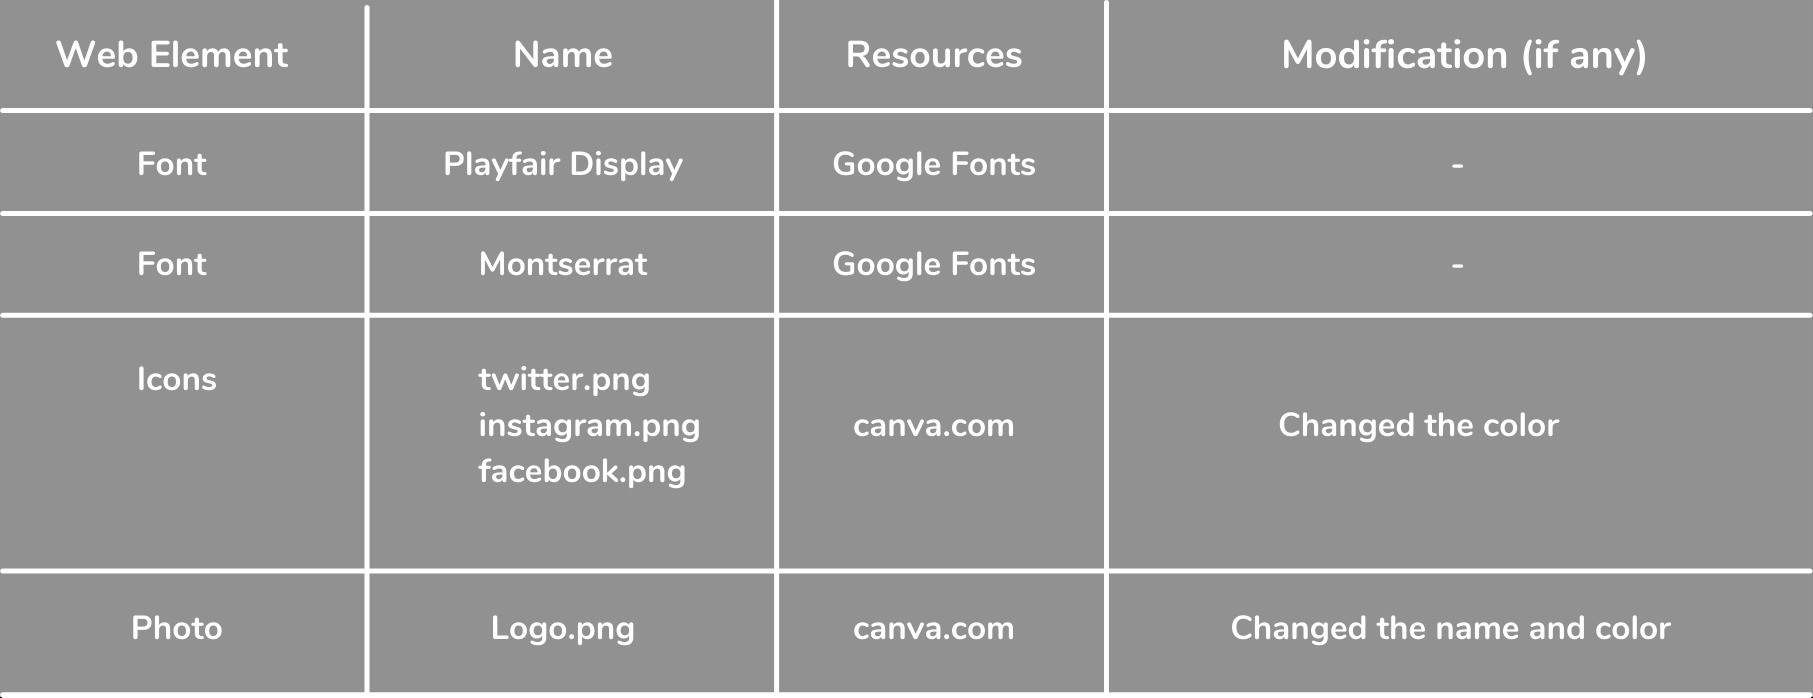 Web Element Name Resources Modification (if any)
Font Playfair Display Google Fonts -
Font Montserrat Google Fonts -
Icons twitter.png
instagram.png canva.com Changed the color
facebook.png
Photo Logo.png canva.com Changed the name and color